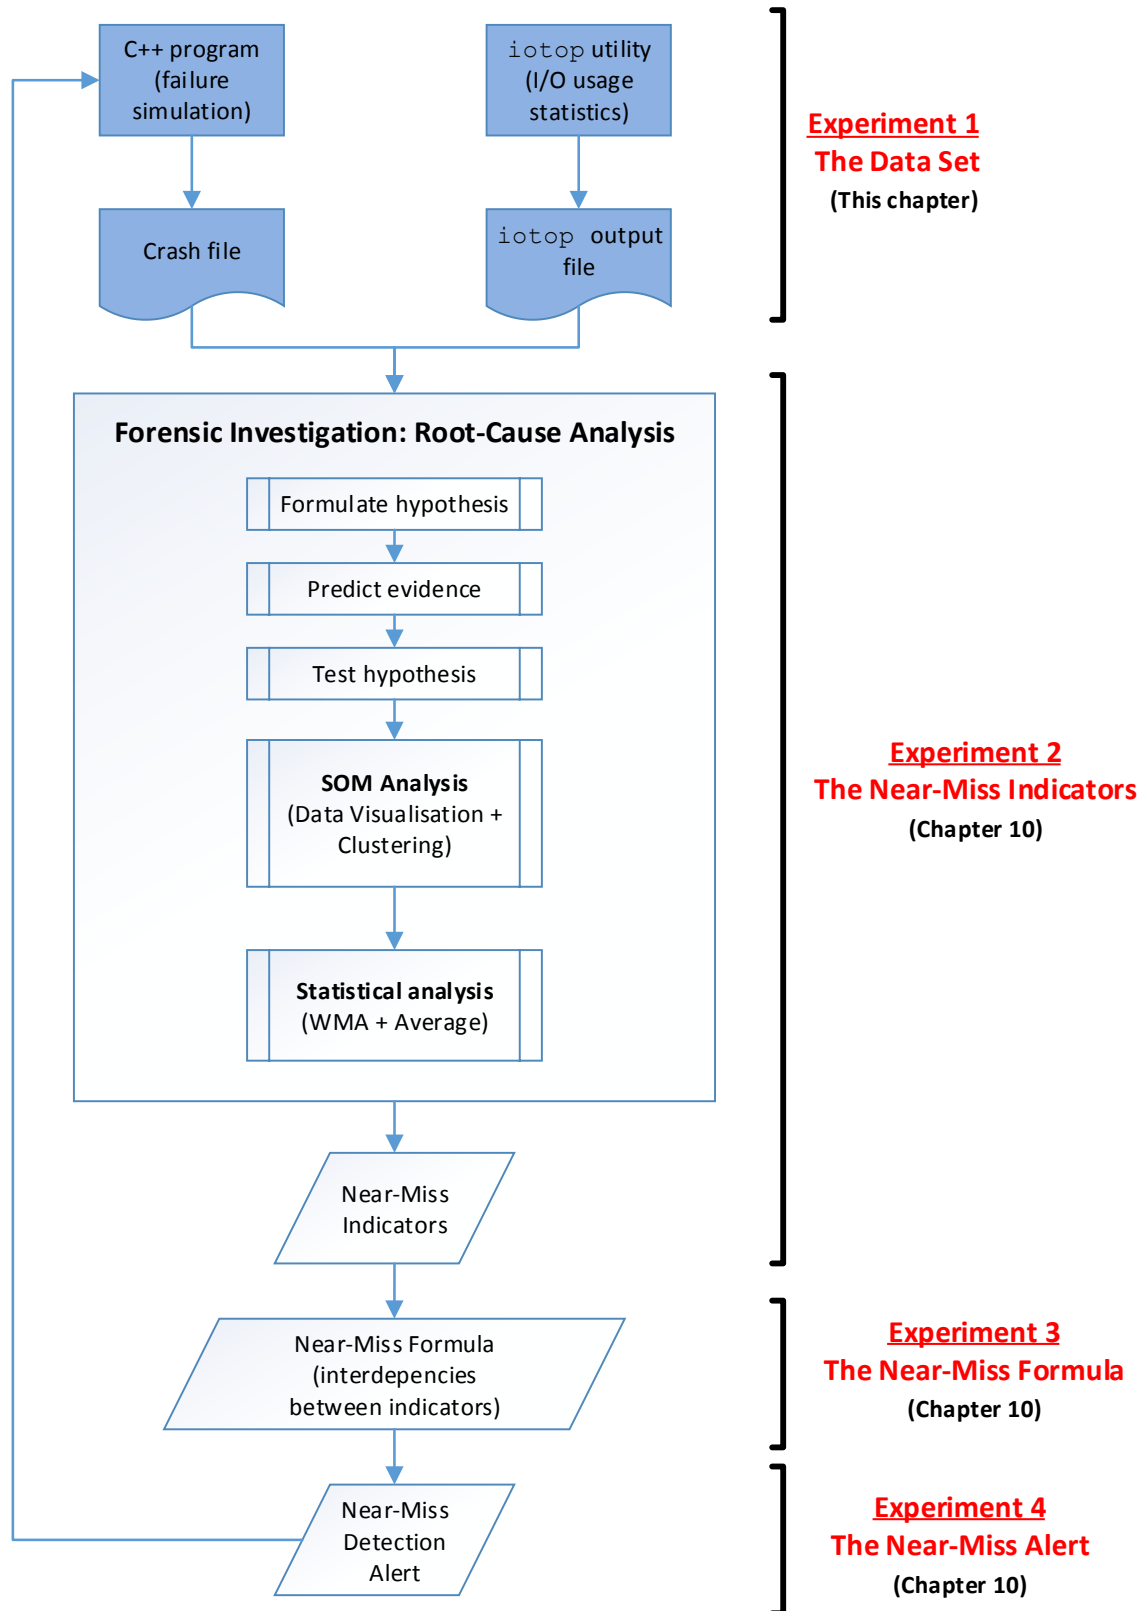 C++ program
(failure
simulation)
iotop utility
(I/O usage
statistics)
Experiment 1
The Data Set
(This chapter)
Crash file
iotop output
file
Forensic Investigation: Root-Cause Analysis
Formulate hypothesis
Predict evidence
Test hypothesis
SOM Analysis
(Data Visualisation +
Clustering)
Statistical analysis
(WMA + Average)
Experiment 2
The Near-Miss Indicators
(Chapter 10)
Near-Miss
Indicators
Near-Miss Formula
(interdepencies
between indicators)
Experiment 3
The Near-Miss Formula
(Chapter 10)
Near-Miss
Detection
Alert
Experiment 4
The Near-Miss Alert
(Chapter 10)